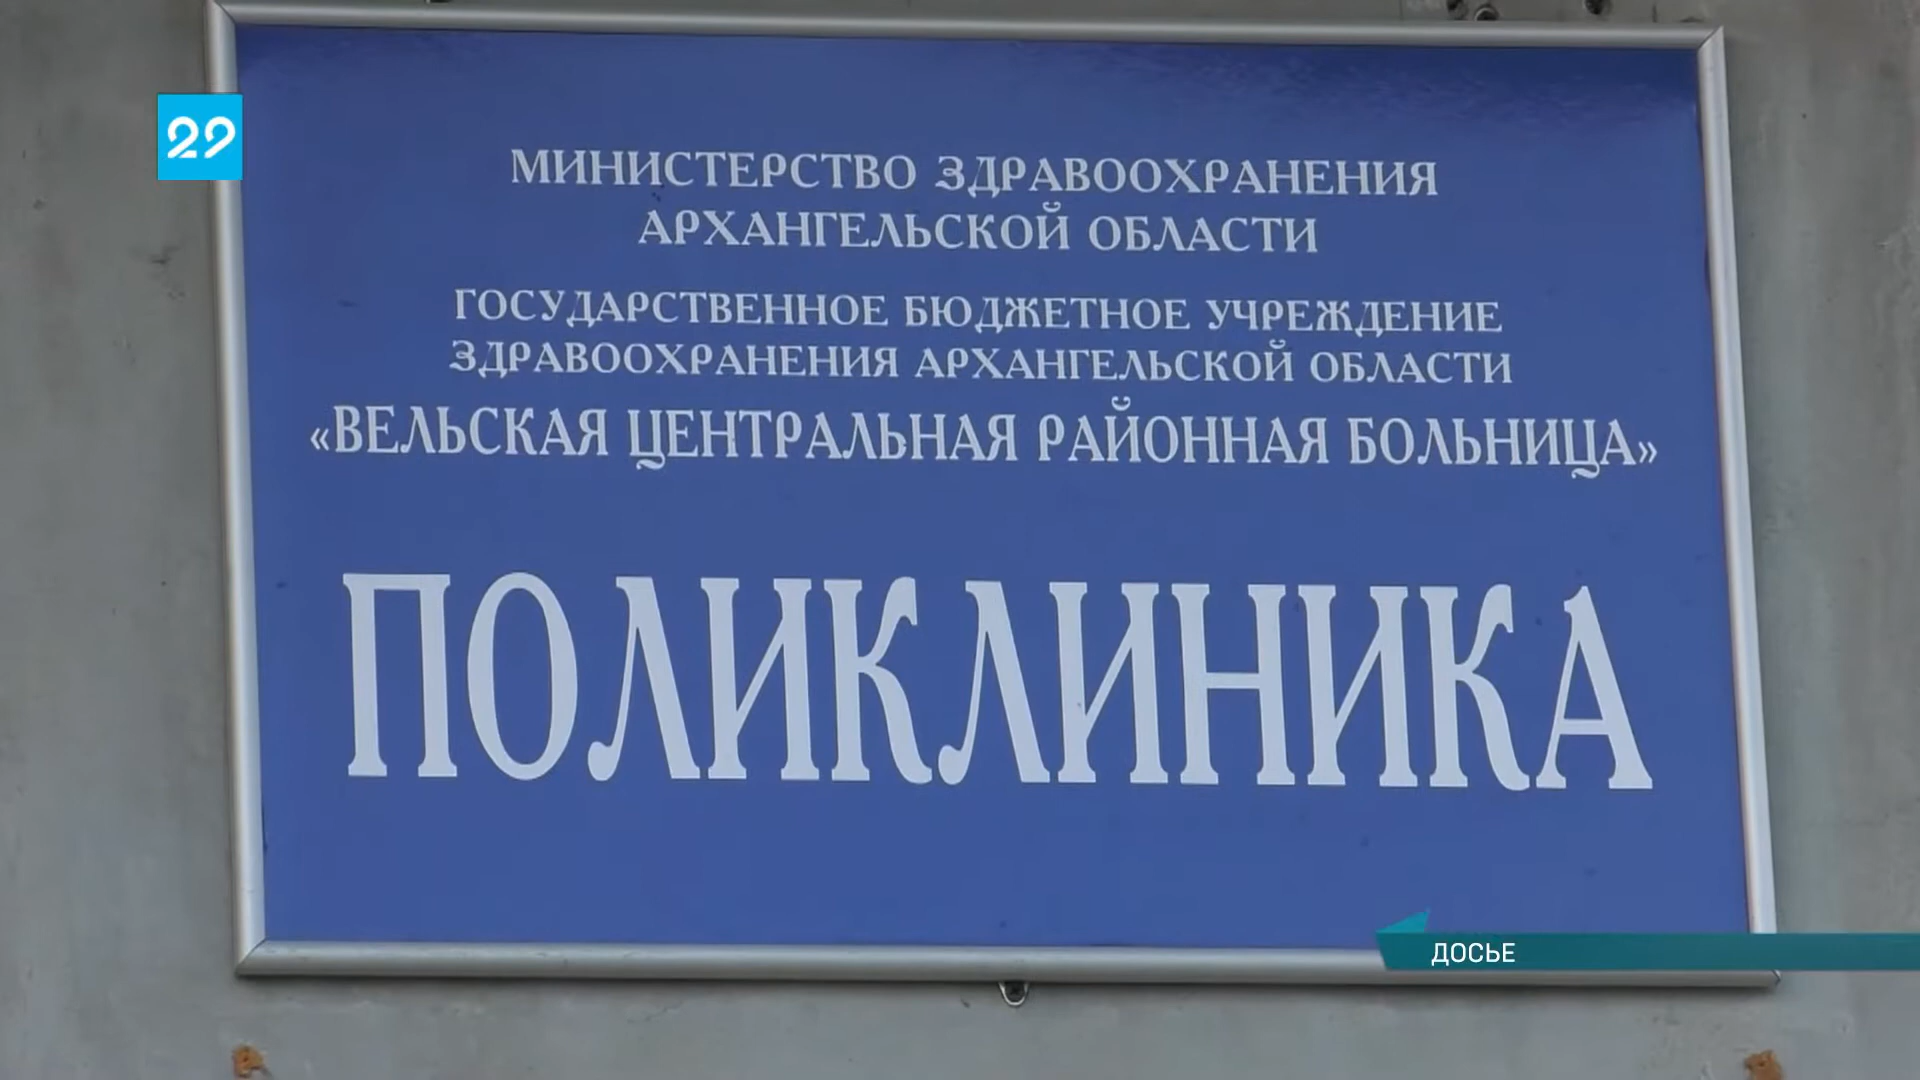 29
МИНИСТЕРСТВО ЗДРАВООХРАНЕНИЯ
АРХАНГЕЛЬСКОЙ ОБЛАСТИ
ГОСУДАРСТВЕННОЕ БЮДЖЕТНОЕ УЧРЕЖДЕНИЕ
ЗДРАВООХРАНЕНИЯ АРХАНГЕЛЬСКОЙ ОБЛАСТИ
«ВЕЛЬСКАЯ ЦЕНТРАЛЬНАЯ РАЙОННАЯ БОЛЬНИЦА»
ПОЛИКЛИНИКА
ДОСЬЕ